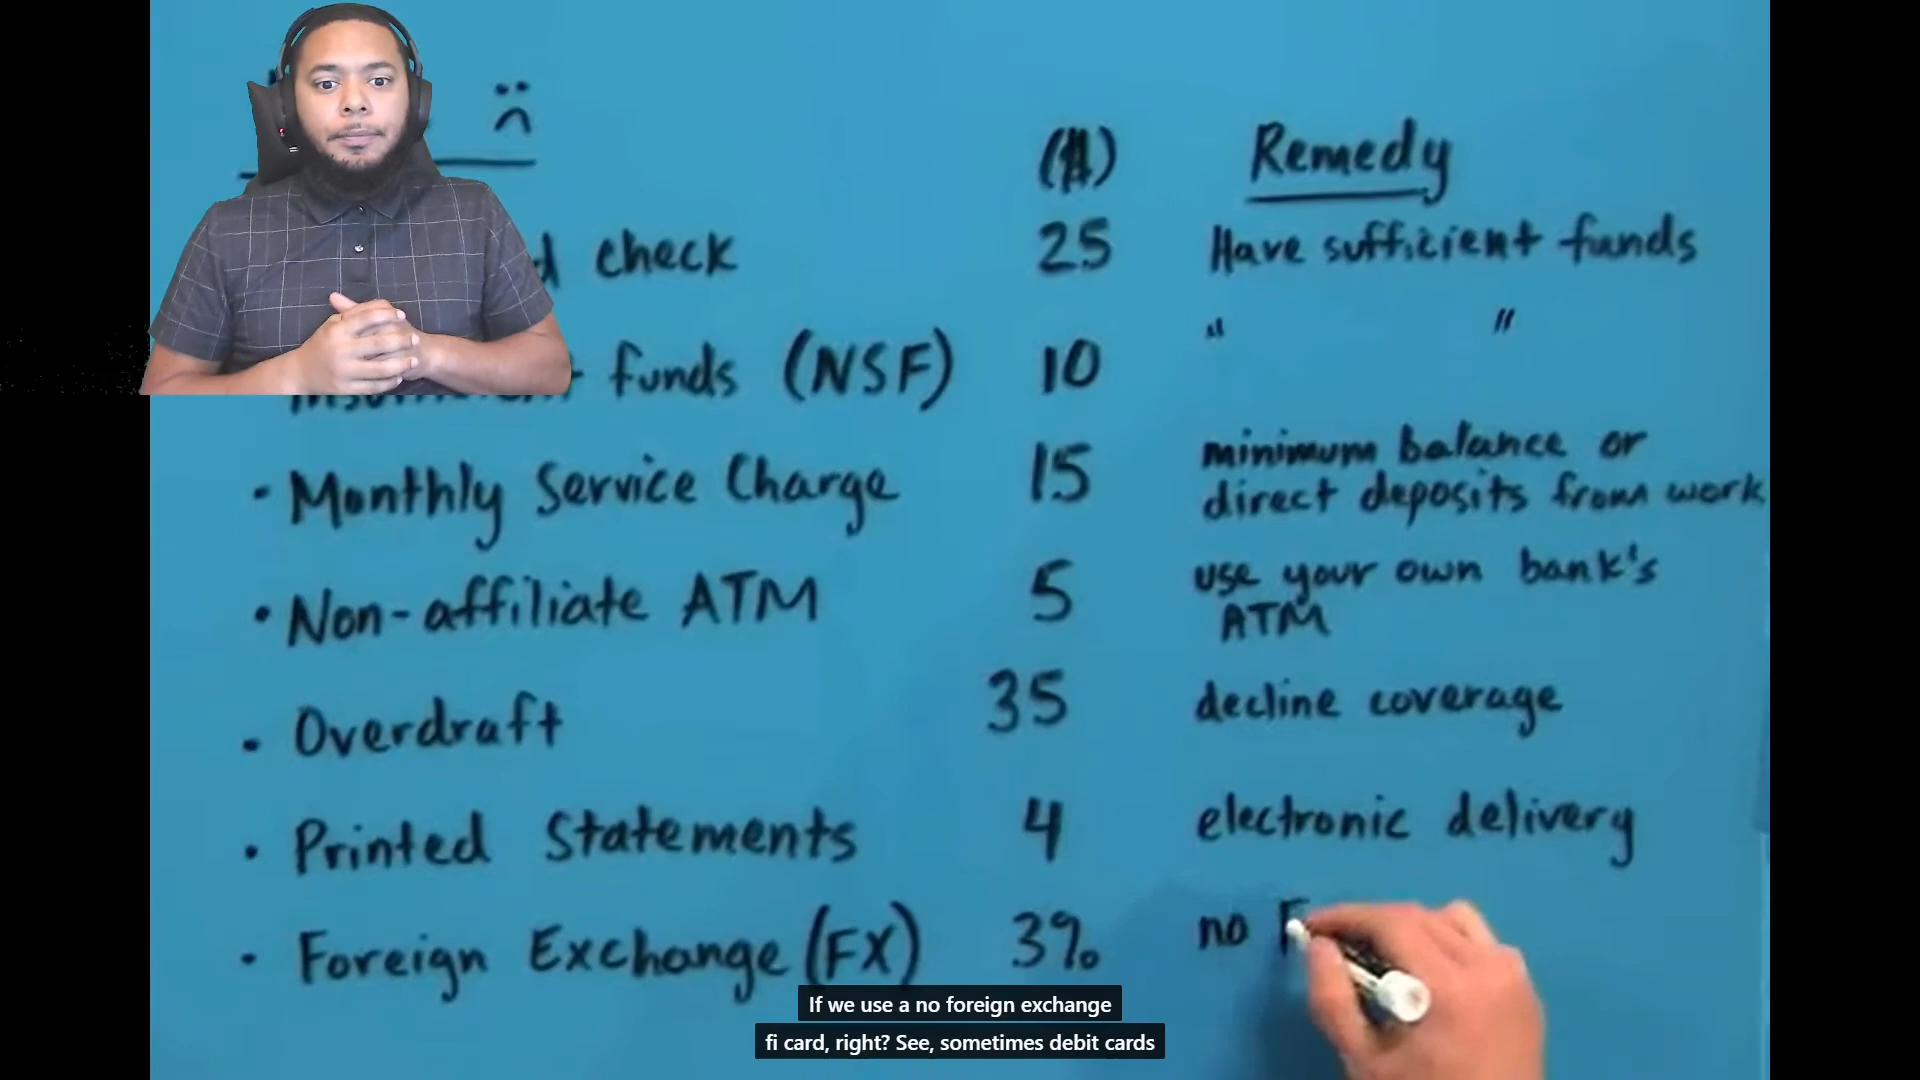 ($) Remedy
check 25 Have sufficient funds
funds (NSF) 10 " "
• Monthly Service Charge 15 minimum balance or
direct deposits from work
• Non-affiliate ATM 5 use your own bank's
ATM
• Overdraft 35 decline coverage
• Printed Statements 4 electronic delivery
• Foreign Exchange (FX) 3% no F
If we use a no foreign exchange
fi card, right? See, sometimes debit cards